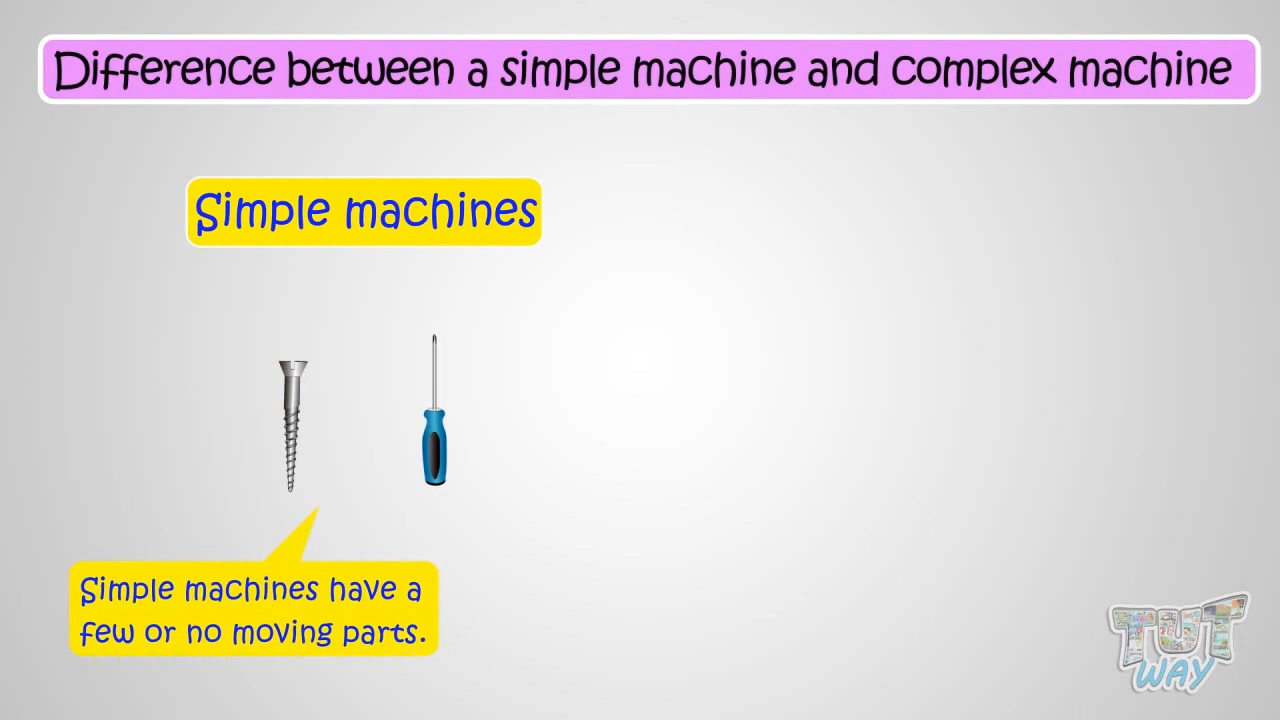 Difference between a simple machine and complex machine
Simple machines
Simple machines have a
few or no moving parts.
TUT
WAY